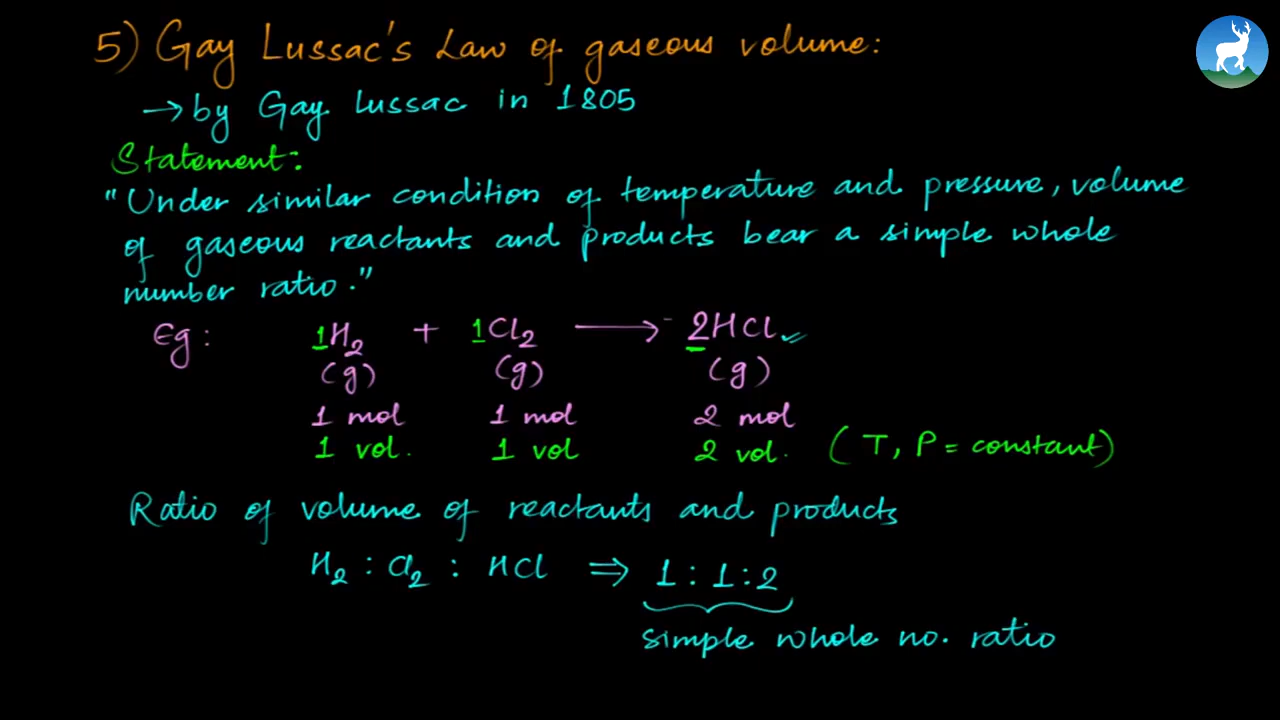 5) Gay Lussac's Law of gaseous volume:
→ by Gay Lussac in 1805
Statement:
"Under similar condition of temperature and pressure, volume
of gaseous reactants and products bear a simple whole
number ratio."
Eg: 1H₂ + 1Cl₂ ⟶ 2HCl ✓
(g) (g) (g)
1 mol 1 mol 2 mol
1 vol. 1 vol 2 vol. (T, P = constant)
Ratio of volume of reactants and products
H₂ : Cl₂ : HCl ⇒ 1 : 1 : 2
simple whole no. ratio